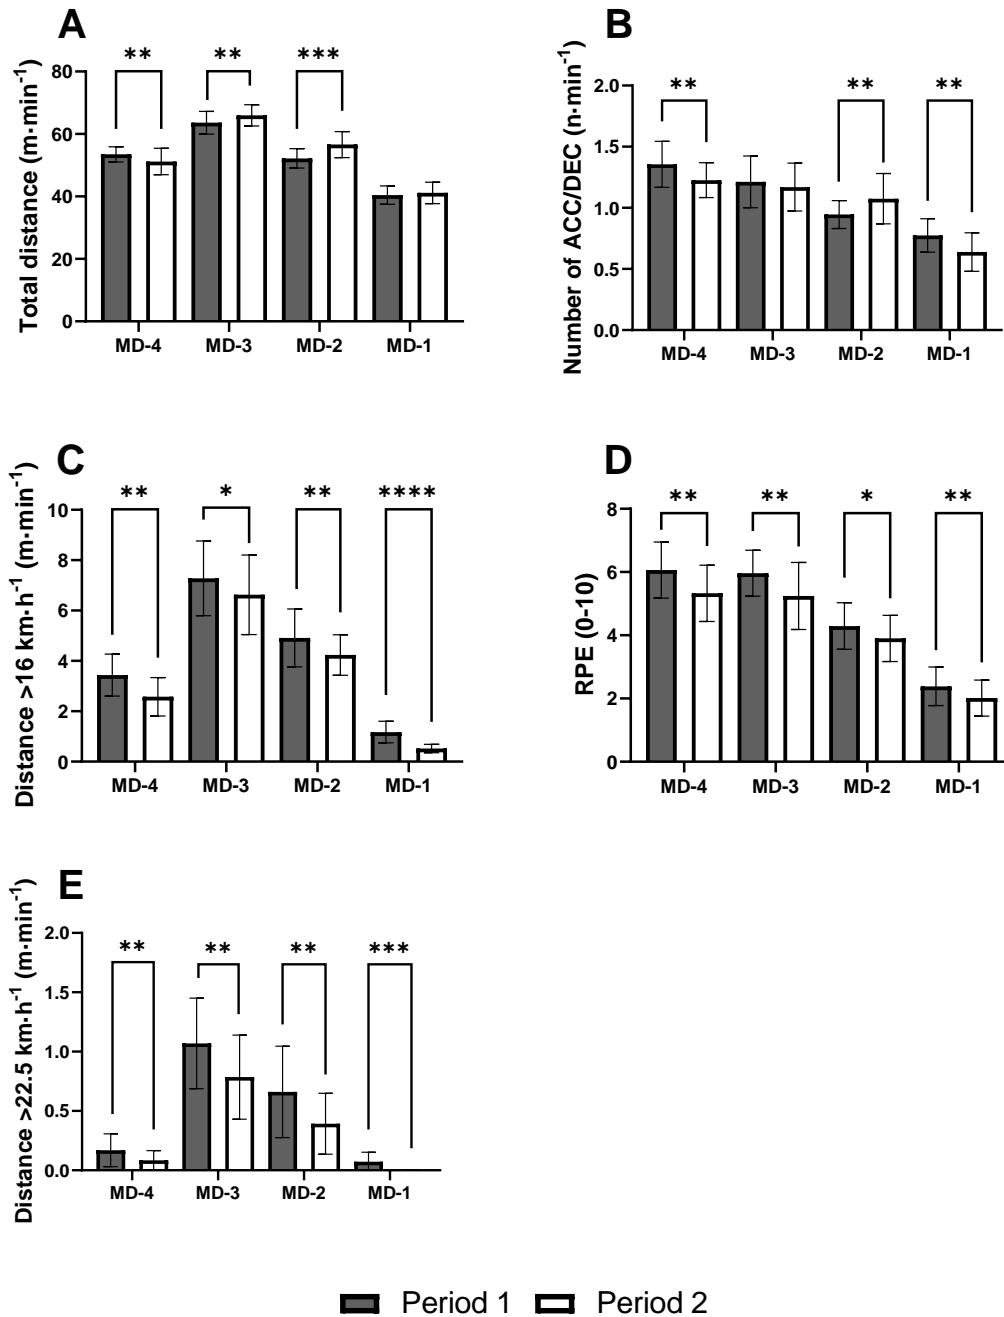 A
Total distance (m·min⁻¹)
80
60
40
20
0
** ** ***
MD-4 MD-3 MD-2 MD-1
B
Number of ACC/DEC (n·min⁻¹)
2.0
1.5
1.0
0.5
0.0
** ** **
MD-4 MD-3 MD-2 MD-1
C
Distance >16 km·h⁻¹ (m·min⁻¹)
10
8
6
4
2
0
** * ** ****
MD-4 MD-3 MD-2 MD-1
D
RPE (0-10)
8
6
4
2
0
** ** * **
MD-4 MD-3 MD-2 MD-1
E
Distance >22.5 km·h⁻¹ (m·min⁻¹)
2.0
1.5
1.0
0.5
0.0
** ** ** ***
MD-4 MD-3 MD-2 MD-1
Period 1 Period 2